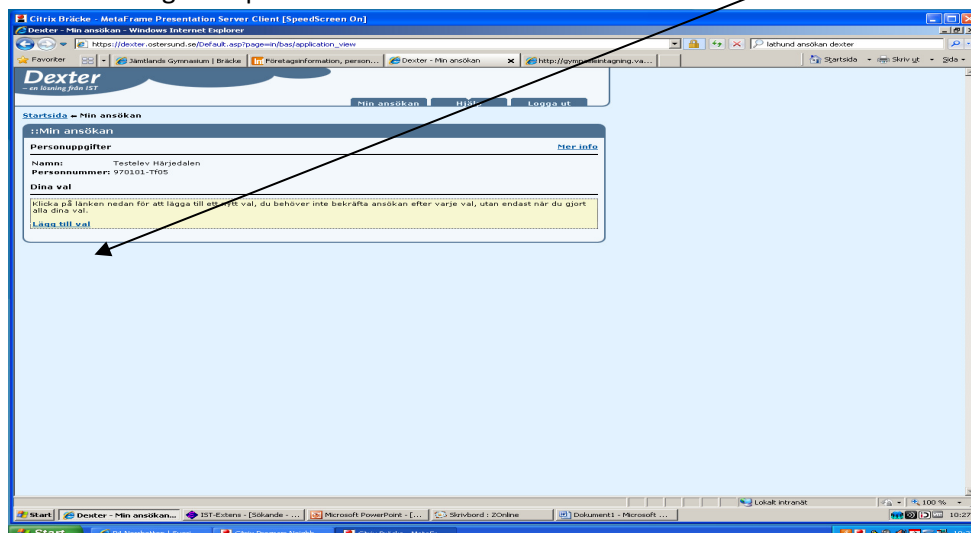 Citrix Bräcke - MetaFrame Presentation Server Client [SpeedScreen On]
Dexter - Min ansökan - Windows Internet Explorer
https://dexter.ostersund.se/Default.asp?page=in/bas/application_view
lathund ansökan dexter
Favoriter
Jämtlands Gymnasium | Bräcke
Företagsinformation, person...
Dexter - Min ansökan
Startsida
Skriv ut
Sida
Dexter
– en lösning från IST
Min ansökan
Logga ut
Startsida
Min ansökan
::Min ansökan
Personuppgifter
Mer info
Namn: Testelev Härjedalen
Personnummer: 970101-Tf05
Dina val
Klicka på länken nedan för att lägga till ett nytt val, du behöver inte bekräfta ansökan efter varje val, utan endast när du gjort
alla dina val.
Lägg till val
Lokalt intranät
100 %
Start
Dexter - Min ansökan...
IST-Extens - [Sökande - ...
Microsoft PowerPoint - [...
Skrivbord : ZOnline
Dokument1 - Microsoft ...
10:27